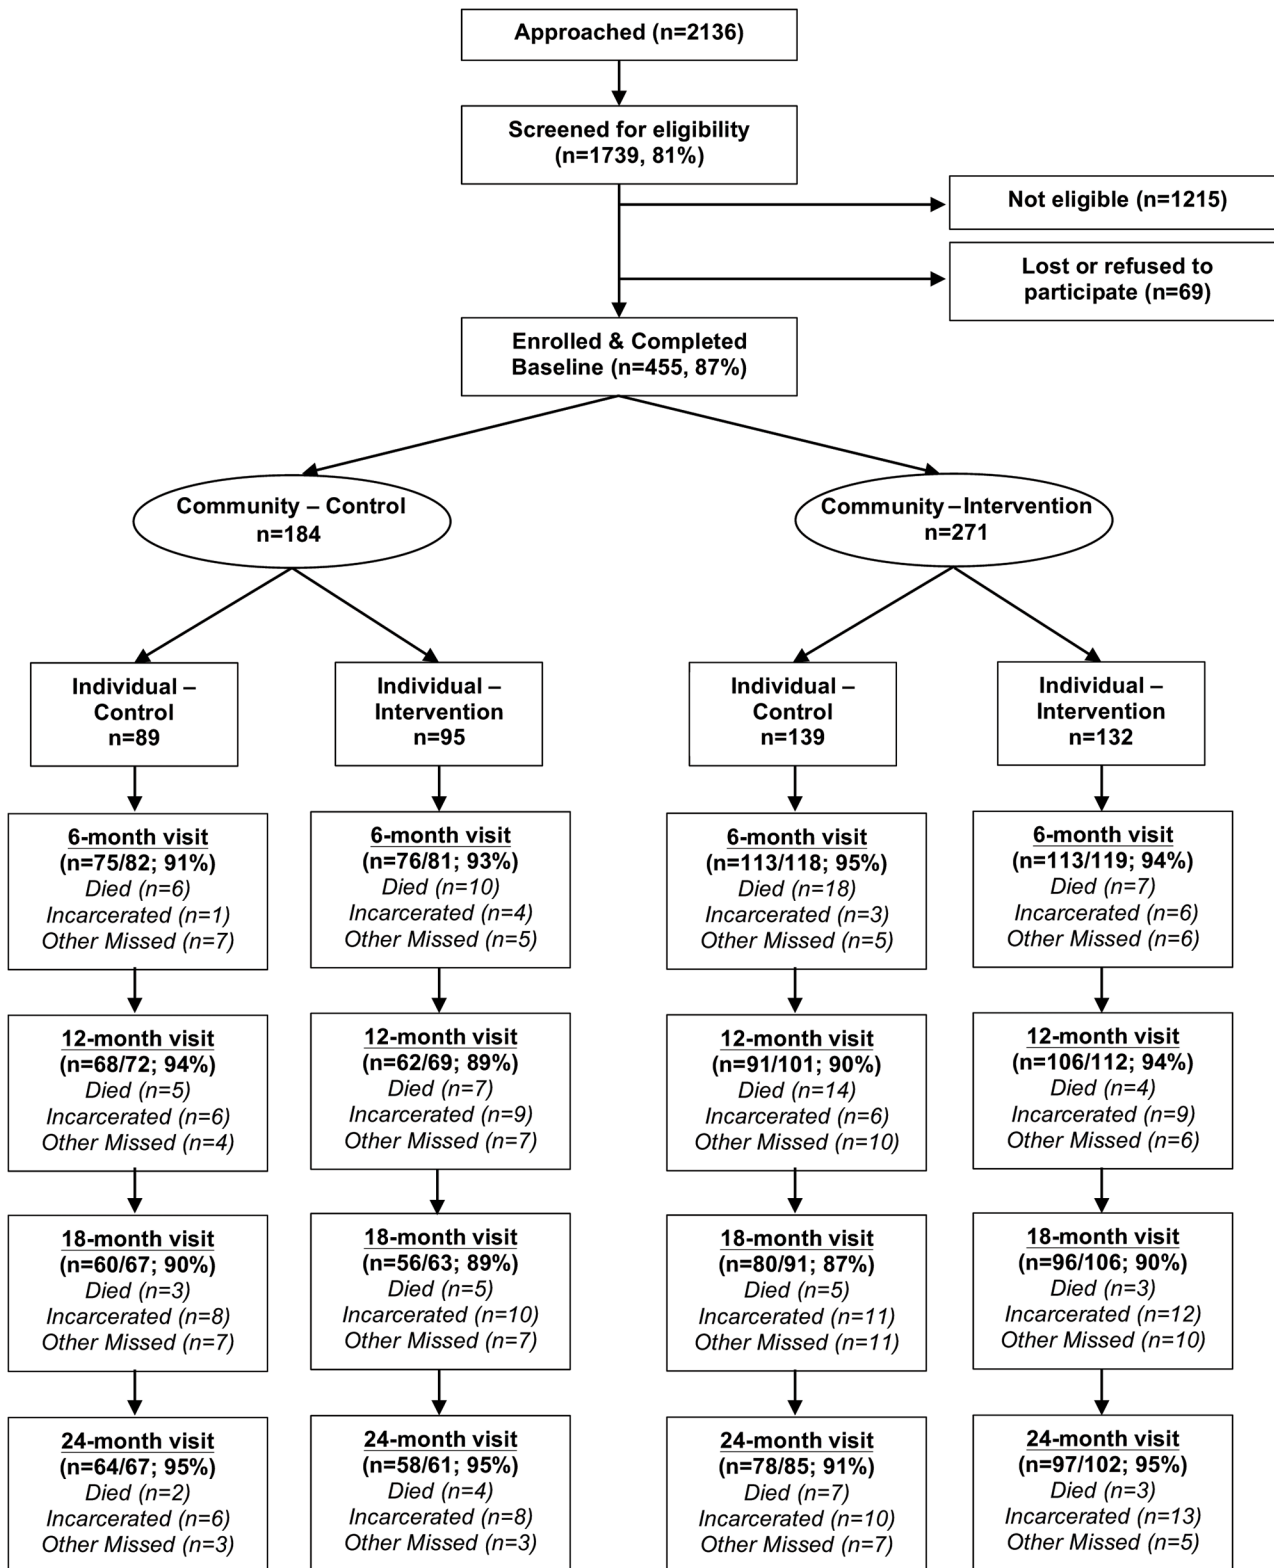 Approached (n=2136)
Screened for eligibility
(n=1739, 81%)
Not eligible (n=1215)
Lost or refused to
participate (n=69)
Enrolled & Completed
Baseline (n=455, 87%)
Community – Control
n=184
Community – Intervention
n=271
Individual –
Control
n=89
Individual –
Intervention
n=95
Individual –
Control
n=139
Individual –
Intervention
n=132
6-month visit
(n=75/82; 91%)
Died (n=6)
Incarcerated (n=1)
Other Missed (n=7)
6-month visit
(n=76/81; 93%)
Died (n=10)
Incarcerated (n=4)
Other Missed (n=5)
6-month visit
(n=113/118; 95%)
Died (n=18)
Incarcerated (n=3)
Other Missed (n=5)
6-month visit
(n=113/119; 94%)
Died (n=7)
Incarcerated (n=6)
Other Missed (n=6)
12-month visit
(n=68/72; 94%)
Died (n=5)
Incarcerated (n=6)
Other Missed (n=4)
12-month visit
(n=62/69; 89%)
Died (n=7)
Incarcerated (n=9)
Other Missed (n=7)
12-month visit
(n=91/101; 90%)
Died (n=14)
Incarcerated (n=6)
Other Missed (n=10)
12-month visit
(n=106/112; 94%)
Died (n=4)
Incarcerated (n=9)
Other Missed (n=6)
18-month visit
(n=60/67; 90%)
Died (n=3)
Incarcerated (n=8)
Other Missed (n=7)
18-month visit
(n=56/63; 89%)
Died (n=5)
Incarcerated (n=10)
Other Missed (n=7)
18-month visit
(n=80/91; 87%)
Died (n=5)
Incarcerated (n=11)
Other Missed (n=11)
18-month visit
(n=96/106; 90%)
Died (n=3)
Incarcerated (n=12)
Other Missed (n=10)
24-month visit
(n=64/67; 95%)
Died (n=2)
Incarcerated (n=6)
Other Missed (n=3)
24-month visit
(n=58/61; 95%)
Died (n=4)
Incarcerated (n=8)
Other Missed (n=3)
24-month visit
(n=78/85; 91%)
Died (n=7)
Incarcerated (n=10)
Other Missed (n=7)
24-month visit
(n=97/102; 95%)
Died (n=3)
Incarcerated (n=13)
Other Missed (n=5)